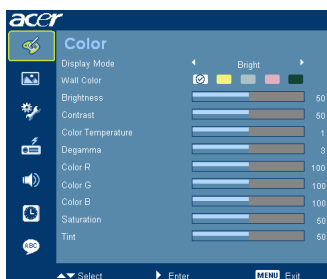 acer
Color
Display Mode Bright
Wall Color
Brightness 50
Contrast 50
Color Temperature 1
Degamma 3
Color R 100
Color G 100
Color B 100
Saturation 50
Tint 50
ABC
Select Enter MENU Exit